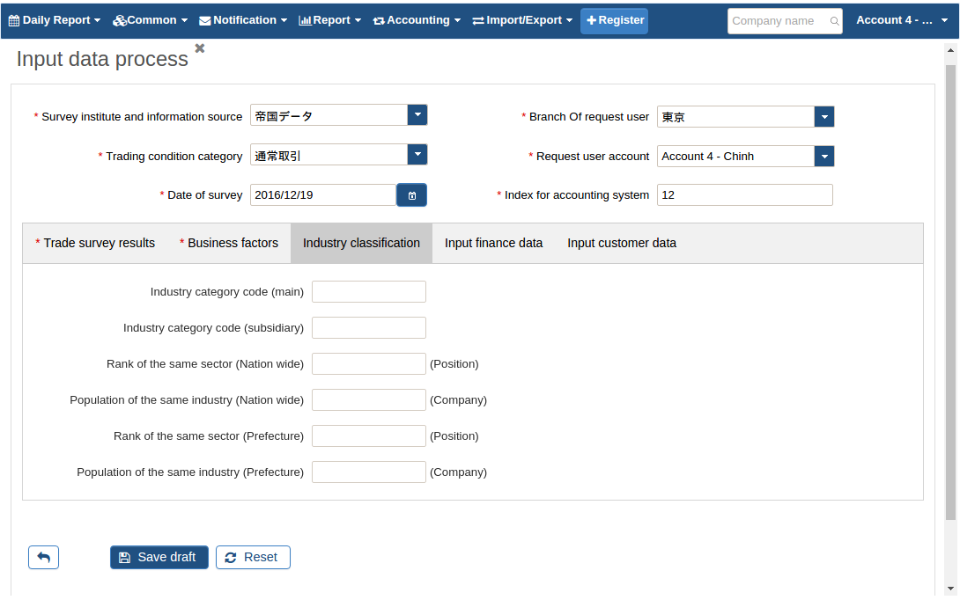 Daily Report Common Notification Report Accounting Import/Export Register Company name Account 4 - ...
Input data process
* Survey institute and information source 帝国データ * Branch Of request user 東京
* Trading condition category 通常取引 * Request user account Account 4 - Chinh
* Date of survey 2016/12/19 * Index for accounting system 12
* Trade survey results * Business factors Industry classification Input finance data Input customer data
Industry category code (main)
Industry category code (subsidiary)
Rank of the same sector (Nation wide) (Position)
Population of the same industry (Nation wide) (Company)
Rank of the same sector (Prefecture) (Position)
Population of the same industry (Prefecture) (Company)
Save draft Reset